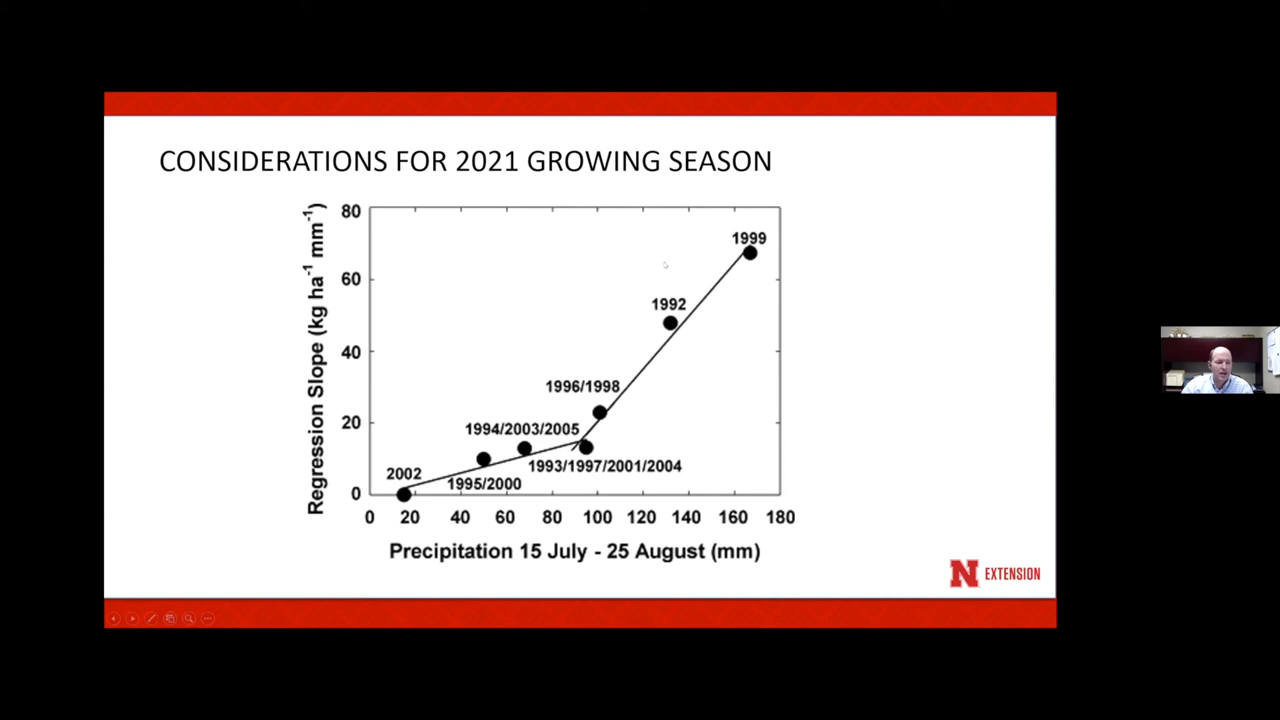 CONSIDERATIONS FOR 2021 GROWING SEASON
Regression Slope (kg ha⁻¹ mm⁻¹)
80
60
40
20
0
1999
1992
1996/1998
1994/2003/2005
1993/1997/2001/2004
2002
1995/2000
0 20 40 60 80 100 120 140 160 180
Precipitation 15 July - 25 August (mm)
N EXTENSION